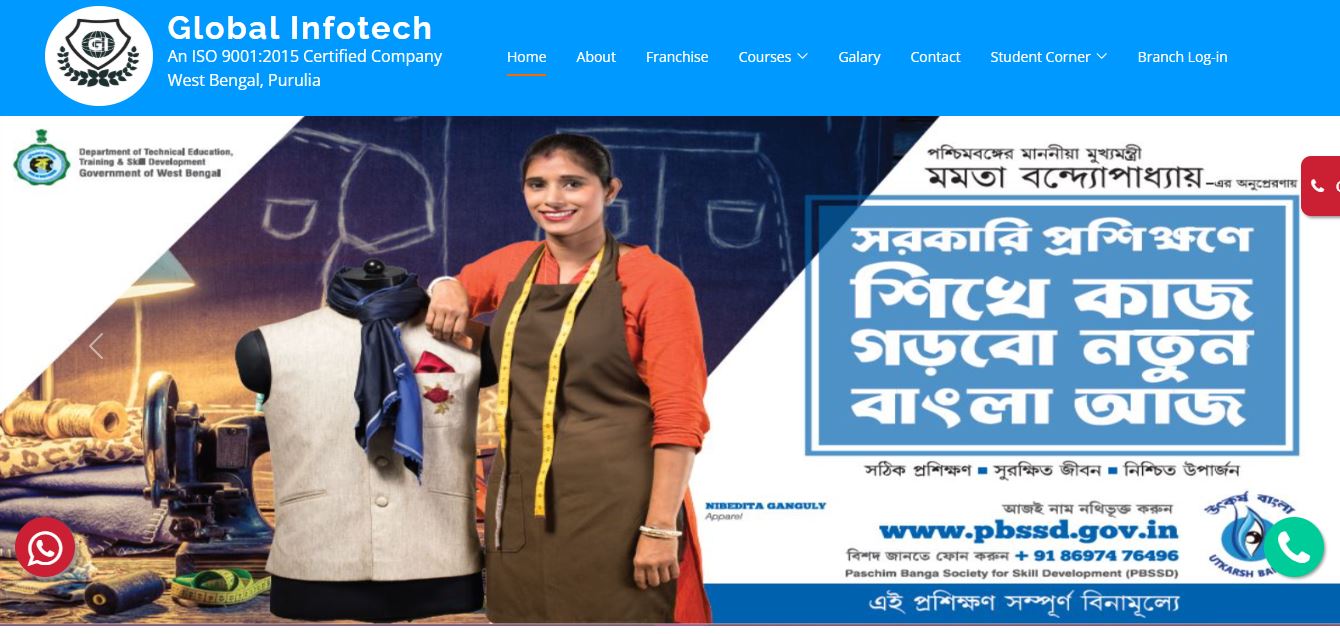 GI
Global Infotech
An ISO 9001:2015 Certified Company
West Bengal, Purulia
Home About Franchise Courses Galary Contact Student Corner Branch Log-in
Department of Technical Education,
Training & Skill Development
Government of West Bengal
পশ্চিমবঙ্গের মাননীয়া মুখ্যমন্ত্রী
মমতা বন্দ্যোপাধ্যায়-এর অনুপ্রেরণায়
সরকারি প্রশিক্ষণে
শিখে কাজ
গড়বো নতুন
বাংলা আজ
সঠিক প্রশিক্ষণ ■ সুরক্ষিত জীবন ■ নিশ্চিত উপার্জন
NIBEDITA GANGULY
Apparel
আজই নাম নথিভুক্ত করুন
www.pbssd.gov.in
বিশদ জানতে ফোন করুন + 91 86974 76496
Paschim Banga Society for Skill Development (PBSSD)
উৎকর্ষ বাংলা
UTKARSH BA
এই প্রশিক্ষণ সম্পূর্ণ বিনামূল্যে